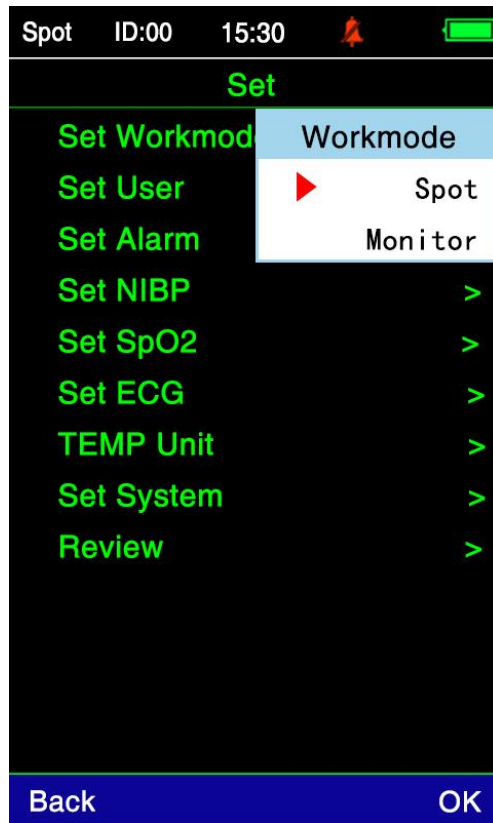 Spot ID:00 15:30
Set
Set Workmod
Workmode
Set User
Spot
Set Alarm
Monitor
Set NIBP >
Set SpO2 >
Set ECG >
TEMP Unit >
Set System >
Review >
Back OK